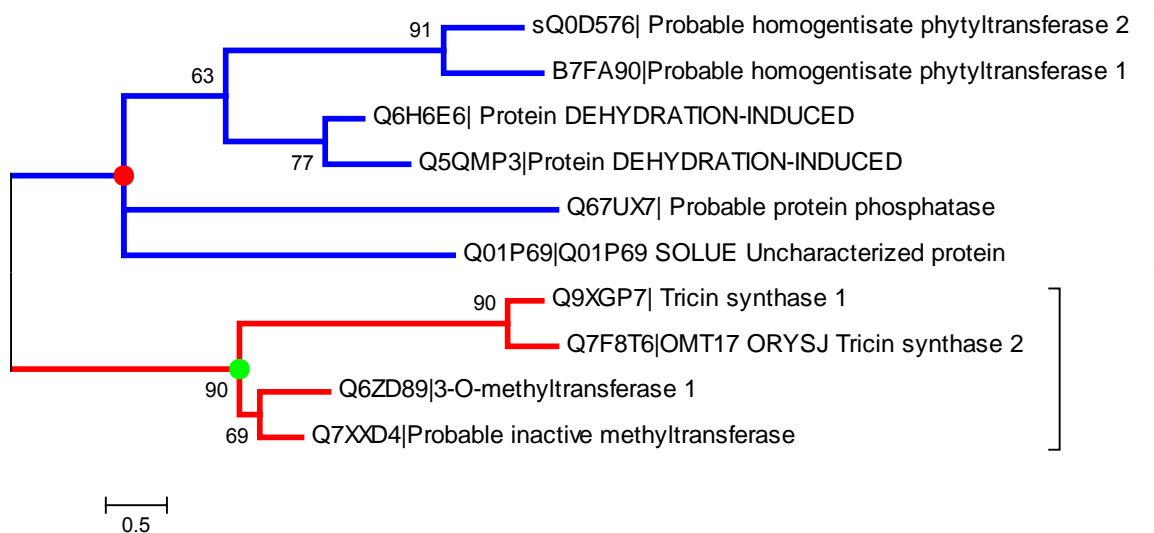 91
sQ0D576| Probable homogentisate phytyltransferase 2
B7FA90|Probable homogentisate phytyltransferase 1
63
Q6H6E6| Protein DEHYDRATION-INDUCED
77
Q5QMP3|Protein DEHYDRATION-INDUCED
Q67UX7| Probable protein phosphatase
Q01P69|Q01P69 SOLUE Uncharacterized protein
90
Q9XGP7| Tricin synthase 1
Q7F8T6|OMT17 ORYSJ Tricin synthase 2
90
Q6ZD89|3-O-methyltransferase 1
69
Q7XXD4|Probable inactive methyltransferase
0.5